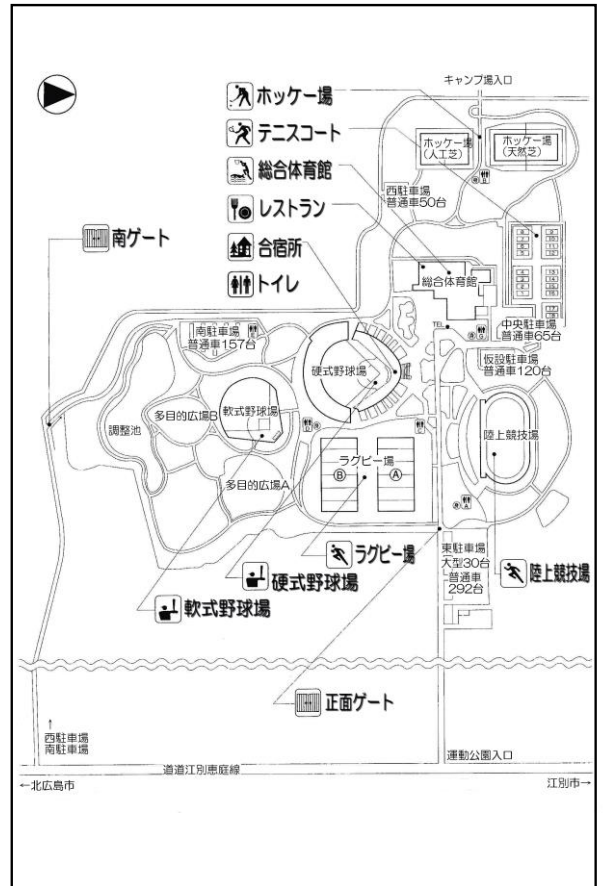 キャンプ場入口
ホッケー場
テニスコート
総合体育館
レストラン
合宿所
トイレ
南ゲート
ホッケー場
(人工芝)
ホッケー場
(天然芝)
西駐車場
普通車50台
総合体育館
TEL
中央駐車場
普通車65台
仮設駐車場
普通車120台
南駐車場
普通車157台
硬式野球場
軟式野球場
多目的広場B
調整池
多目的広場A
ラグビー場
B
A
陸上競技場
東駐車場
大型30台
普通車
292台
ラグビー場
硬式野球場
軟式野球場
陸上競技場
正面ゲート
↑
西駐車場
南駐車場
運動公園入口
道道江別恵庭線
←北広島市
江別市→